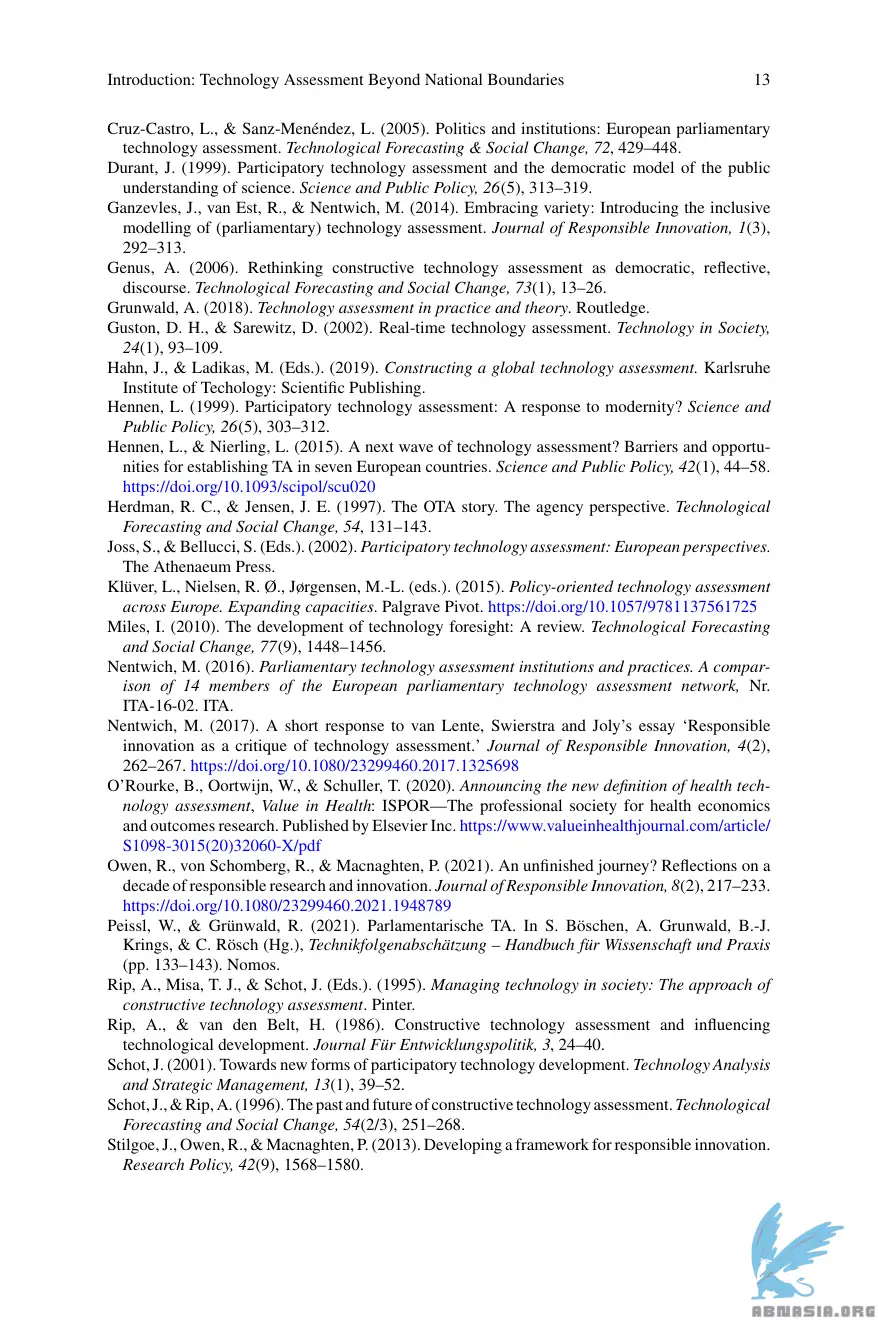 Introduction: Technology Assessment Beyond National Boundaries 13
Cruz-Castro, L., & Sanz-Menéndez, L. (2005). Politics and institutions: European parliamentary
technology assessment. Technological Forecasting & Social Change, 72, 429–448.
Durant, J. (1999). Participatory technology assessment and the democratic model of the public
understanding of science. Science and Public Policy, 26(5), 313–319.
Ganzevles, J., van Est, R., & Nentwich, M. (2014). Embracing variety: Introducing the inclusive
modelling of (parliamentary) technology assessment. Journal of Responsible Innovation, 1(3),
292–313.
Genus, A. (2006). Rethinking constructive technology assessment as democratic, reflective,
discourse. Technological Forecasting and Social Change, 73(1), 13–26.
Grunwald, A. (2018). Technology assessment in practice and theory. Routledge.
Guston, D. H., & Sarewitz, D. (2002). Real-time technology assessment. Technology in Society,
24(1), 93–109.
Hahn, J., & Ladikas, M. (Eds.). (2019). Constructing a global technology assessment. Karlsruhe
Institute of Techology: Scientific Publishing.
Hennen, L. (1999). Participatory technology assessment: A response to modernity? Science and
Public Policy, 26(5), 303–312.
Hennen, L., & Nierling, L. (2015). A next wave of technology assessment? Barriers and opportu-
nities for establishing TA in seven European countries. Science and Public Policy, 42(1), 44–58.
https://doi.org/10.1093/scipol/scu020
Herdman, R. C., & Jensen, J. E. (1997). The OTA story. The agency perspective. Technological
Forecasting and Social Change, 54, 131–143.
Joss, S., & Bellucci, S. (Eds.). (2002). Participatory technology assessment: European perspectives.
The Athenaeum Press.
Klüver, L., Nielsen, R. Ø., Jørgensen, M.-L. (eds.). (2015). Policy-oriented technology assessment
across Europe. Expanding capacities. Palgrave Pivot. https://doi.org/10.1057/9781137561725
Miles, I. (2010). The development of technology foresight: A review. Technological Forecasting
and Social Change, 77(9), 1448–1456.
Nentwich, M. (2016). Parliamentary technology assessment institutions and practices. A compar-
ison of 14 members of the European parliamentary technology assessment network, Nr.
ITA-16-02. ITA.
Nentwich, M. (2017). A short response to van Lente, Swierstra and Joly’s essay ‘Responsible
innovation as a critique of technology assessment.’ Journal of Responsible Innovation, 4(2),
262–267. https://doi.org/10.1080/23299460.2017.1325698
O’Rourke, B., Oortwijn, W., & Schuller, T. (2020). Announcing the new definition of health tech-
nology assessment, Value in Health: ISPOR—The professional society for health economics
and outcomes research. Published by Elsevier Inc. https://www.valueinhealthjournal.com/article/
S1098-3015(20)32060-X/pdf
Owen, R., von Schomberg, R., & Macnaghten, P. (2021). An unfinished journey? Reflections on a
decade of responsible research and innovation. Journal of Responsible Innovation, 8(2), 217–233.
https://doi.org/10.1080/23299460.2021.1948789
Peissl, W., & Grünwald, R. (2021). Parlamentarische TA. In S. Böschen, A. Grunwald, B.-J.
Krings, & C. Rösch (Hg.), Technikfolgenabschätzung – Handbuch für Wissenschaft und Praxis
(pp. 133–143). Nomos.
Rip, A., Misa, T. J., & Schot, J. (Eds.). (1995). Managing technology in society: The approach of
constructive technology assessment. Pinter.
Rip, A., & van den Belt, H. (1986). Constructive technology assessment and influencing
technological development. Journal Für Entwicklungspolitik, 3, 24–40.
Schot, J. (2001). Towards new forms of participatory technology development. Technology Analysis
and Strategic Management, 13(1), 39–52.
Schot, J., & Rip, A. (1996). The past and future of constructive technology assessment. Technological
Forecasting and Social Change, 54(2/3), 251–268.
Stilgoe, J., Owen, R., & Macnaghten, P. (2013). Developing a framework for responsible innovation.
Research Policy, 42(9), 1568–1580.
ABNASIA.ORG